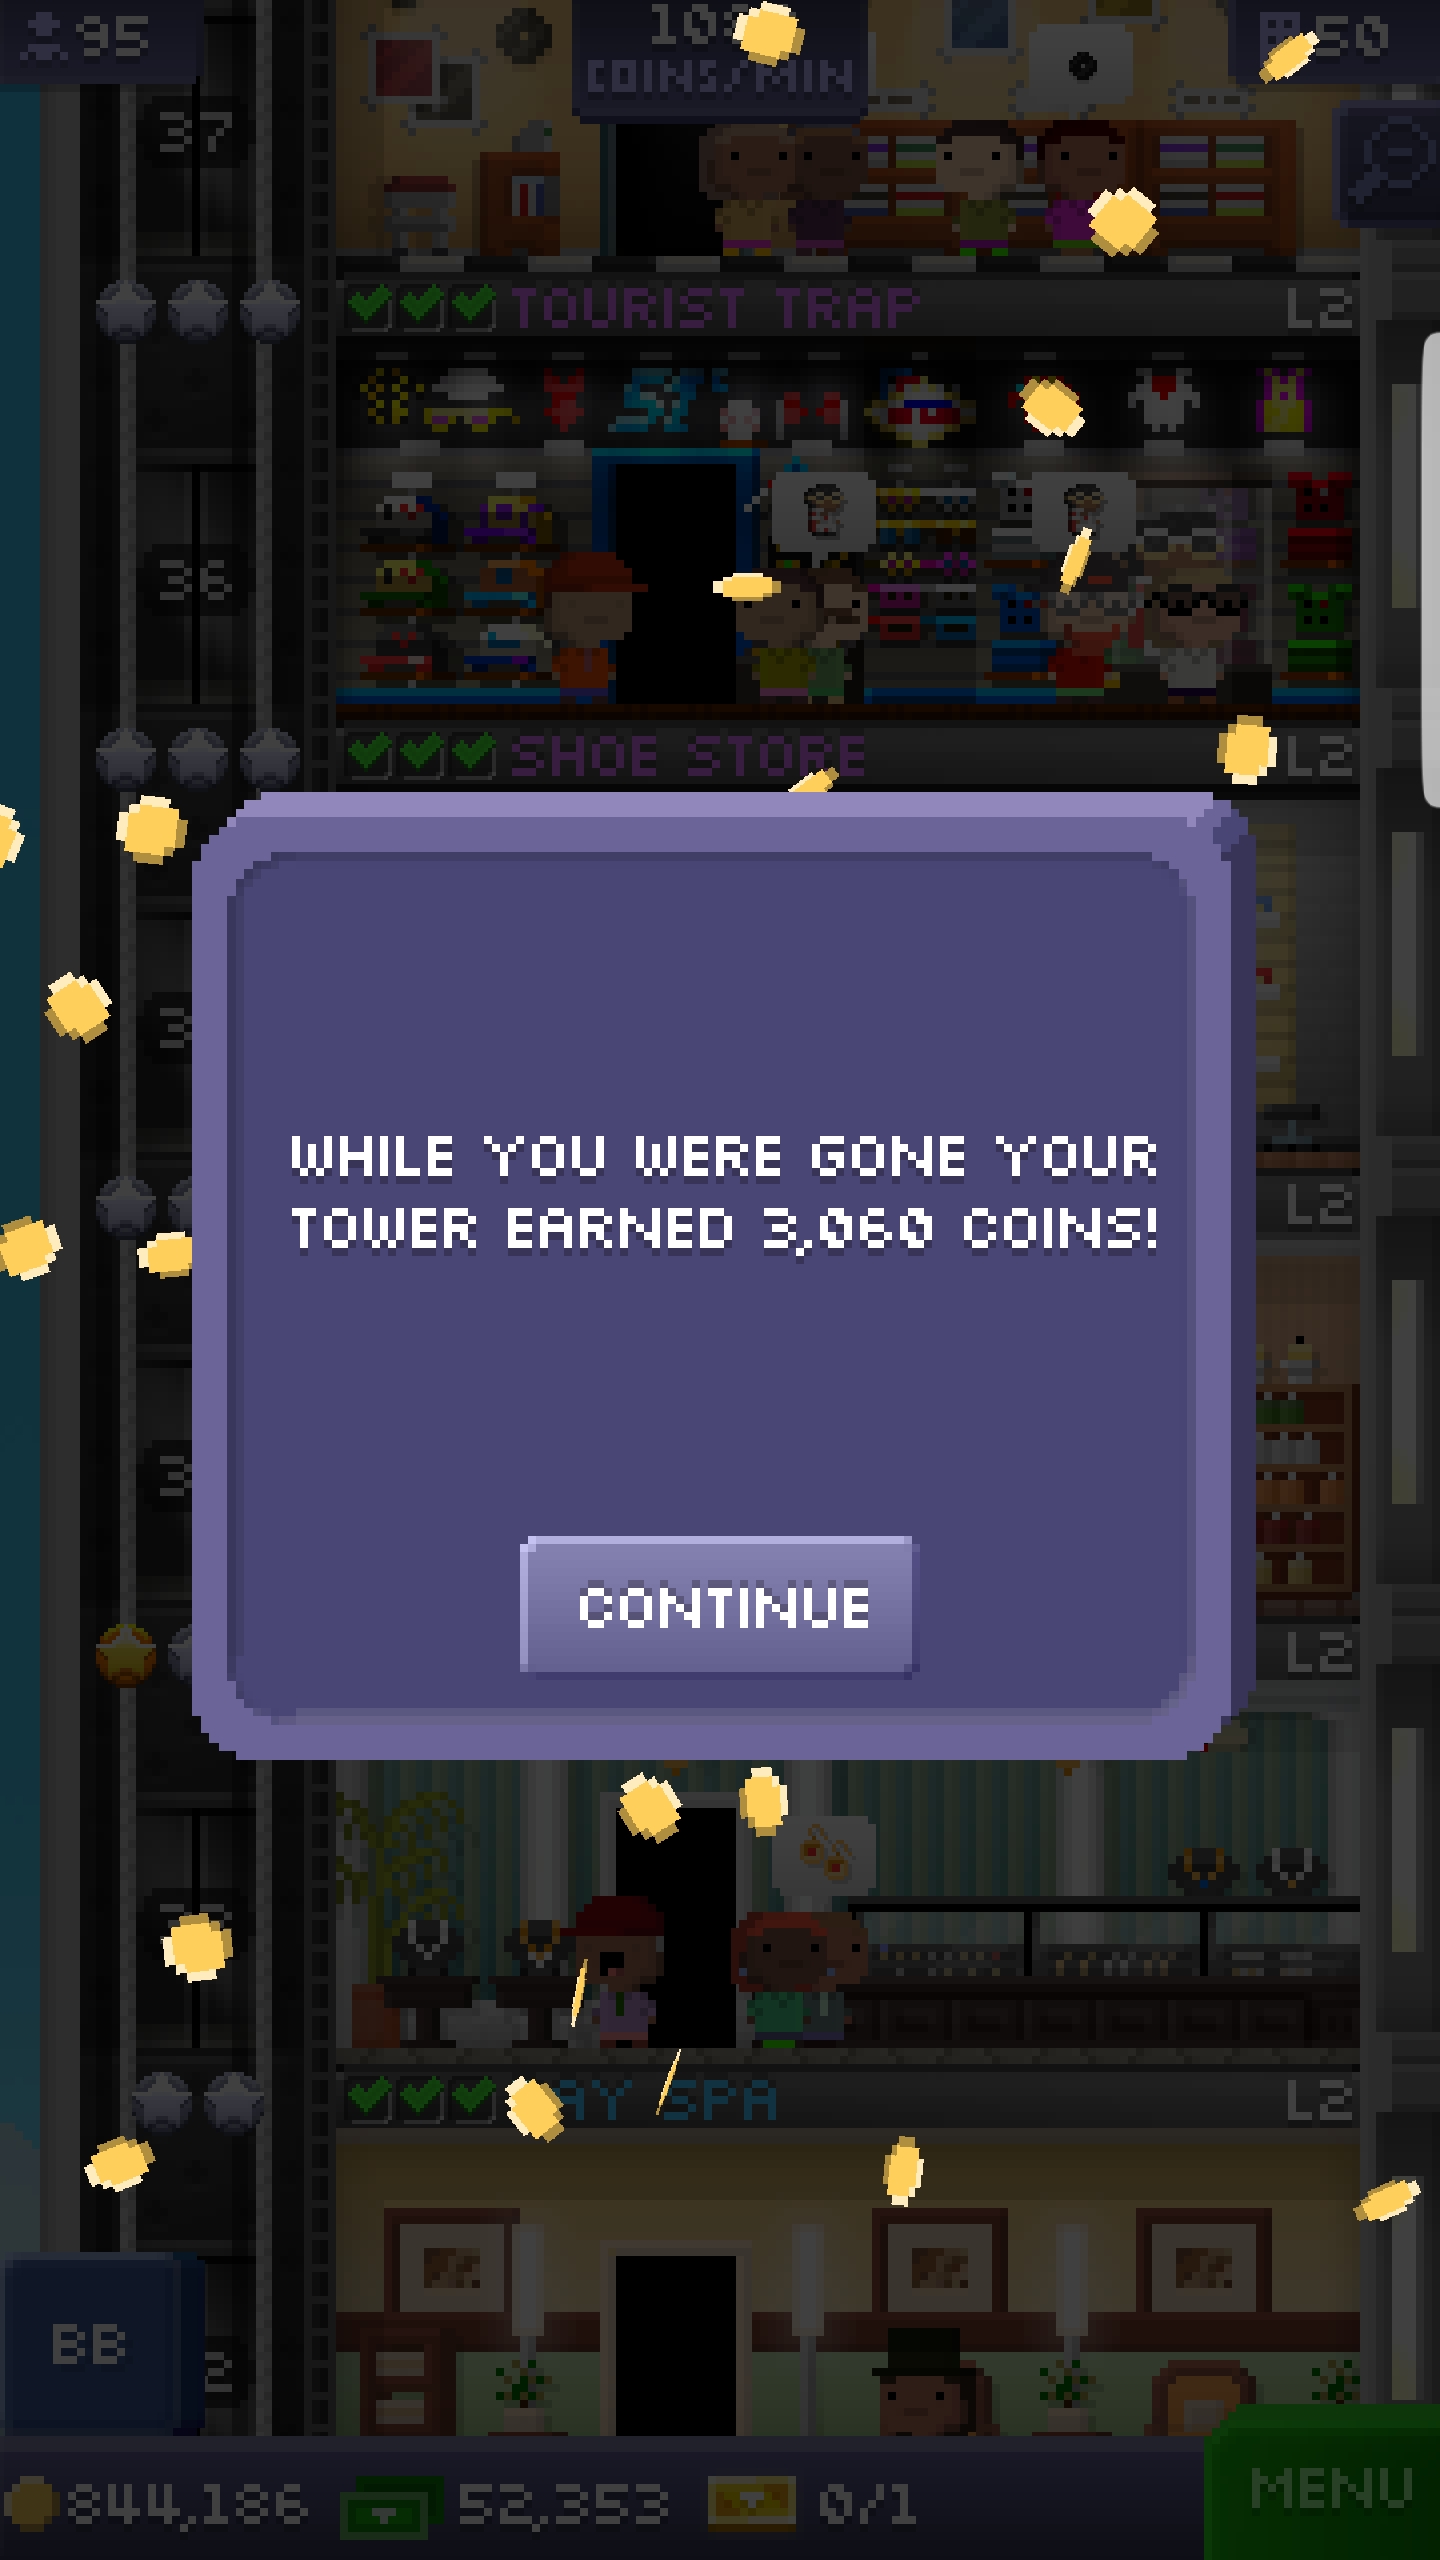 95
COINS/MIN
50
37
TOURIST TRAP
L2
36
SHOE STORE
L2
WHILE YOU WERE GONE YOUR
TOWER EARNED 3,060 COINS!
L2
CONTINUE
L2
SPA
L2
BB
844,186
52,353
0/1
MENU